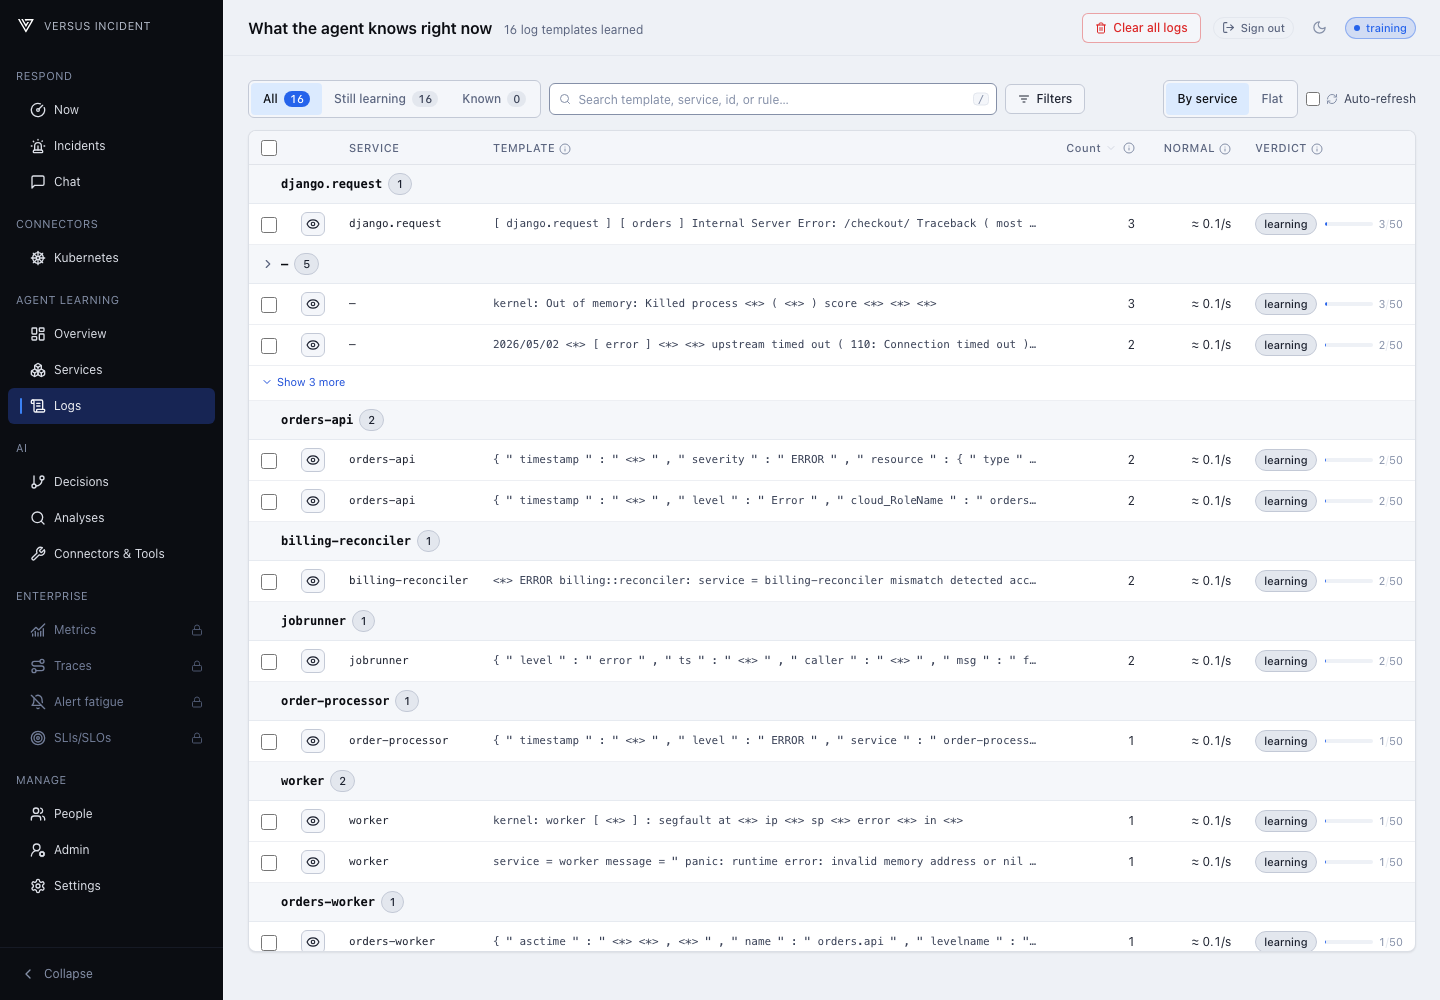 VERSUS INCIDENT
RESPOND
Now
Incidents
Chat
CONNECTORS
Kubernetes
AGENT LEARNING
Overview
Services
Logs
AI
Decisions
Analyses
Connectors & Tools
ENTERPRISE
Metrics
Traces
Alert fatigue
SLIs/SLOs
MANAGE
People
Admin
Settings
Collapse
What the agent knows right now 16 log templates learned
Clear all logs Sign out training
All 16 Still learning 16 Known 0 Search template, service, id, or rule... / Filters By service Flat Auto-refresh
SERVICE TEMPLATE Count NORMAL VERDICT
django.request 1
django.request [ django.request ] [ orders ] Internal Server Error: /checkout/ Traceback ( most … 3 ≈ 0.1/s learning 3/50
— 5
— kernel: Out of memory: Killed process <*> ( <*> ) score <*> <*> <*> 3 ≈ 0.1/s learning 3/50
— 2026/05/02 <*> [ error ] <*> <*> upstream timed out ( 110: Connection timed out )… 2 ≈ 0.1/s learning 2/50
Show 3 more
orders-api 2
orders-api { " timestamp " : " <*> " , " severity " : " ERROR " , " resource " : { " type " … 2 ≈ 0.1/s learning 2/50
orders-api { " timestamp " : " <*> " , " level " : " Error " , " cloud_RoleName " : " orders… 2 ≈ 0.1/s learning 2/50
billing-reconciler 1
billing-reconciler <*> ERROR billing::reconciler: service = billing-reconciler mismatch detected acc… 2 ≈ 0.1/s learning 2/50
jobrunner 1
jobrunner { " level " : " error " , " ts " : " <*> " , " caller " : " <*> " , " msg " : " f… 2 ≈ 0.1/s learning 2/50
order-processor 1
order-processor { " timestamp " : " <*> " , " level " : " ERROR " , " service " : " order-process… 1 ≈ 0.1/s learning 1/50
worker 2
worker kernel: worker [ <*> ] : segfault at <*> ip <*> sp <*> error <*> in <*> 1 ≈ 0.1/s learning 1/50
worker service = worker message = " panic: runtime error: invalid memory address or nil … 1 ≈ 0.1/s learning 1/50
orders-worker 1
orders-worker { " asctime " : " <*> <*> , <*> " , " name " : " orders.api " , " levelname " : "… 1 ≈ 0.1/s learning 1/50